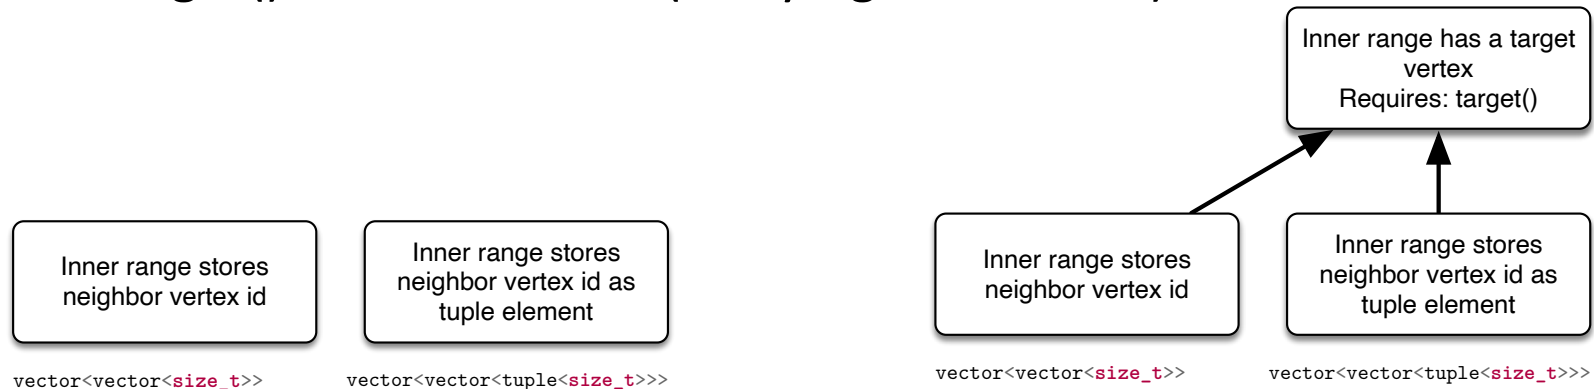 Inner range has a target
vertex
Requires: target()
Inner range stores
neighbor vertex id
Inner range stores
neighbor vertex id as
tuple element
Inner range stores
neighbor vertex id
Inner range stores
neighbor vertex id as
tuple element
vector<vector<size_t>>
vector<vector<tuple<size_t>>>
vector<vector<size_t>>
vector<vector<tuple<size_t>>>